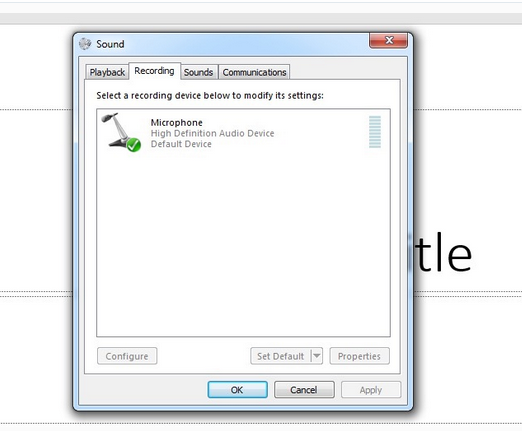 Sound
Playback Recording Sounds Communications
Select a recording device below to modify its settings:
Microphone
High Definition Audio Device
Default Device
itle
Configure Set Default Properties
OK Cancel Apply